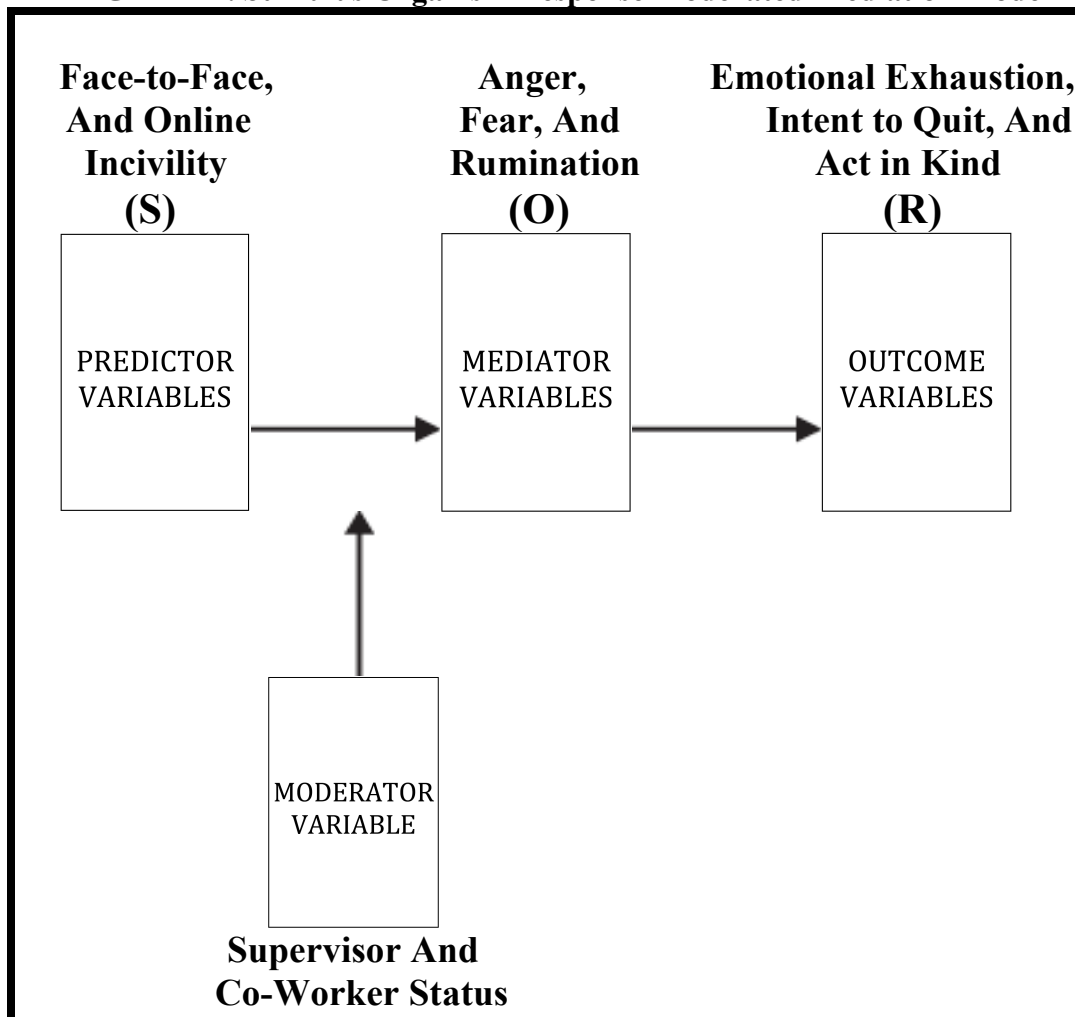 Face-to-Face,
And Online
Incivility
(S)
Anger,
Fear, And
Rumination
(O)
Emotional Exhaustion,
Intent to Quit, And
Act in Kind
(R)
PREDICTOR
VARIABLES
MEDIATOR
VARIABLES
OUTCOME
VARIABLES
MODERATOR
VARIABLE
Supervisor And
Co-Worker Status